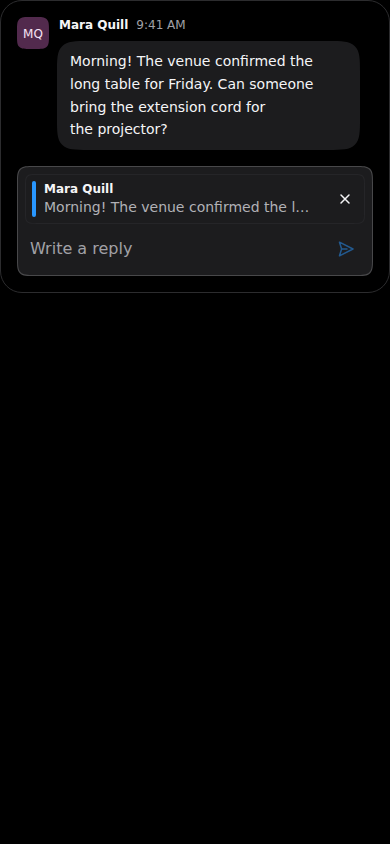 MQ
Mara Quill 9:41 AM
Morning! The venue confirmed the
long table for Friday. Can someone
bring the extension cord for
the projector?
Mara Quill
Morning! The venue confirmed the l...
Write a reply